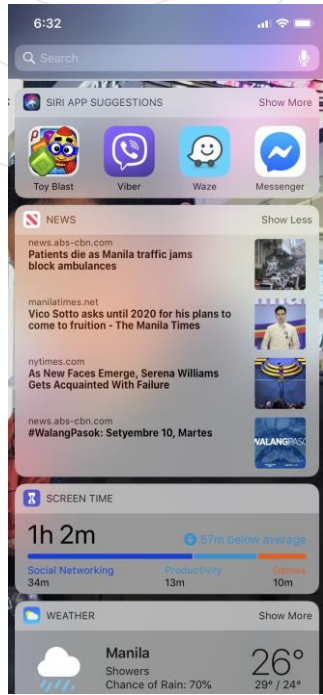 6:32
Search
SIRI APP SUGGESTIONS Show More
Toy Blast Viber Waze Messenger
NEWS Show Less
news.abs-cbn.com
Patients die as Manila traffic jams
block ambulances
manilatimes.net
Vico Sotto asks until 2020 for his plans to
come to fruition - The Manila Times
nytimes.com
As New Faces Emerge, Serena Williams
Gets Acquainted With Failure
news.abs-cbn.com
#WalangPasok: Setyembre 10, Martes
WALANGPASO
SCREEN TIME
1h 2m 57m below average
Social Networking Productivity Games
34m 13m 10m
WEATHER Show More
Manila 26°
Showers
Chance of Rain: 70% 29° / 24°